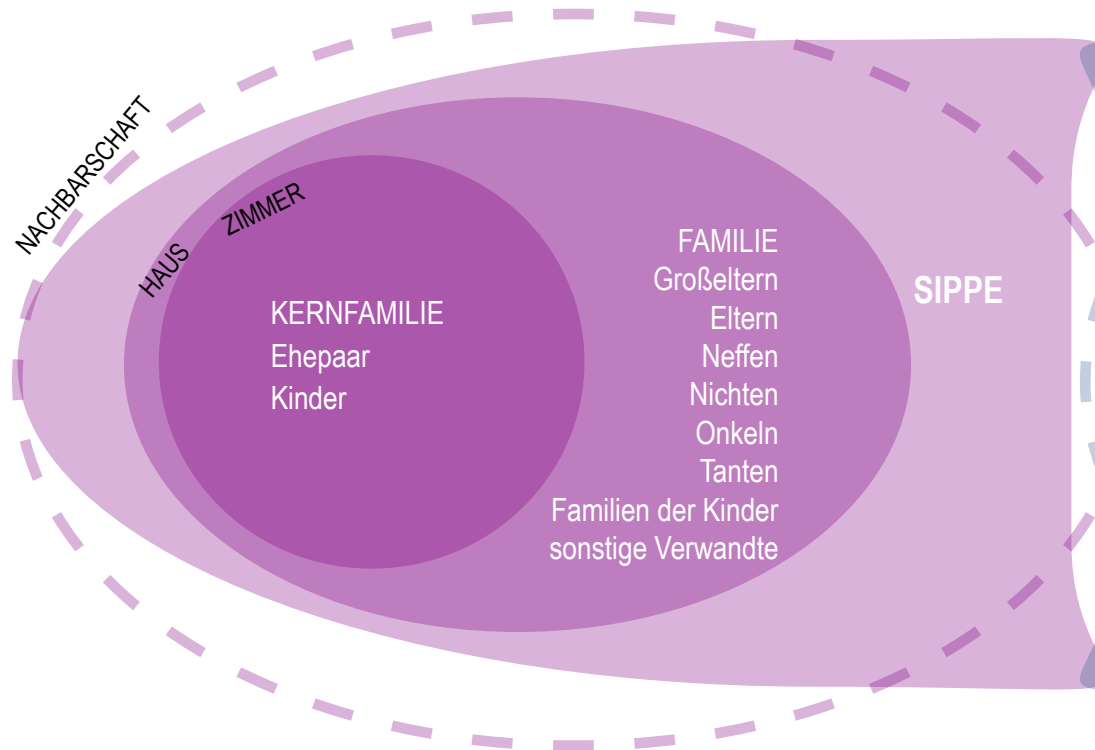 NACHBARSCHAFT
HAUS
ZIMMER
KERNFAMILIE
Ehepaar
Kinder
FAMILIE
Großeltern
Eltern
Neffen
Nichten
Onkeln
Tanten
Familien der Kinder
sonstige Verwandte
SIPPE